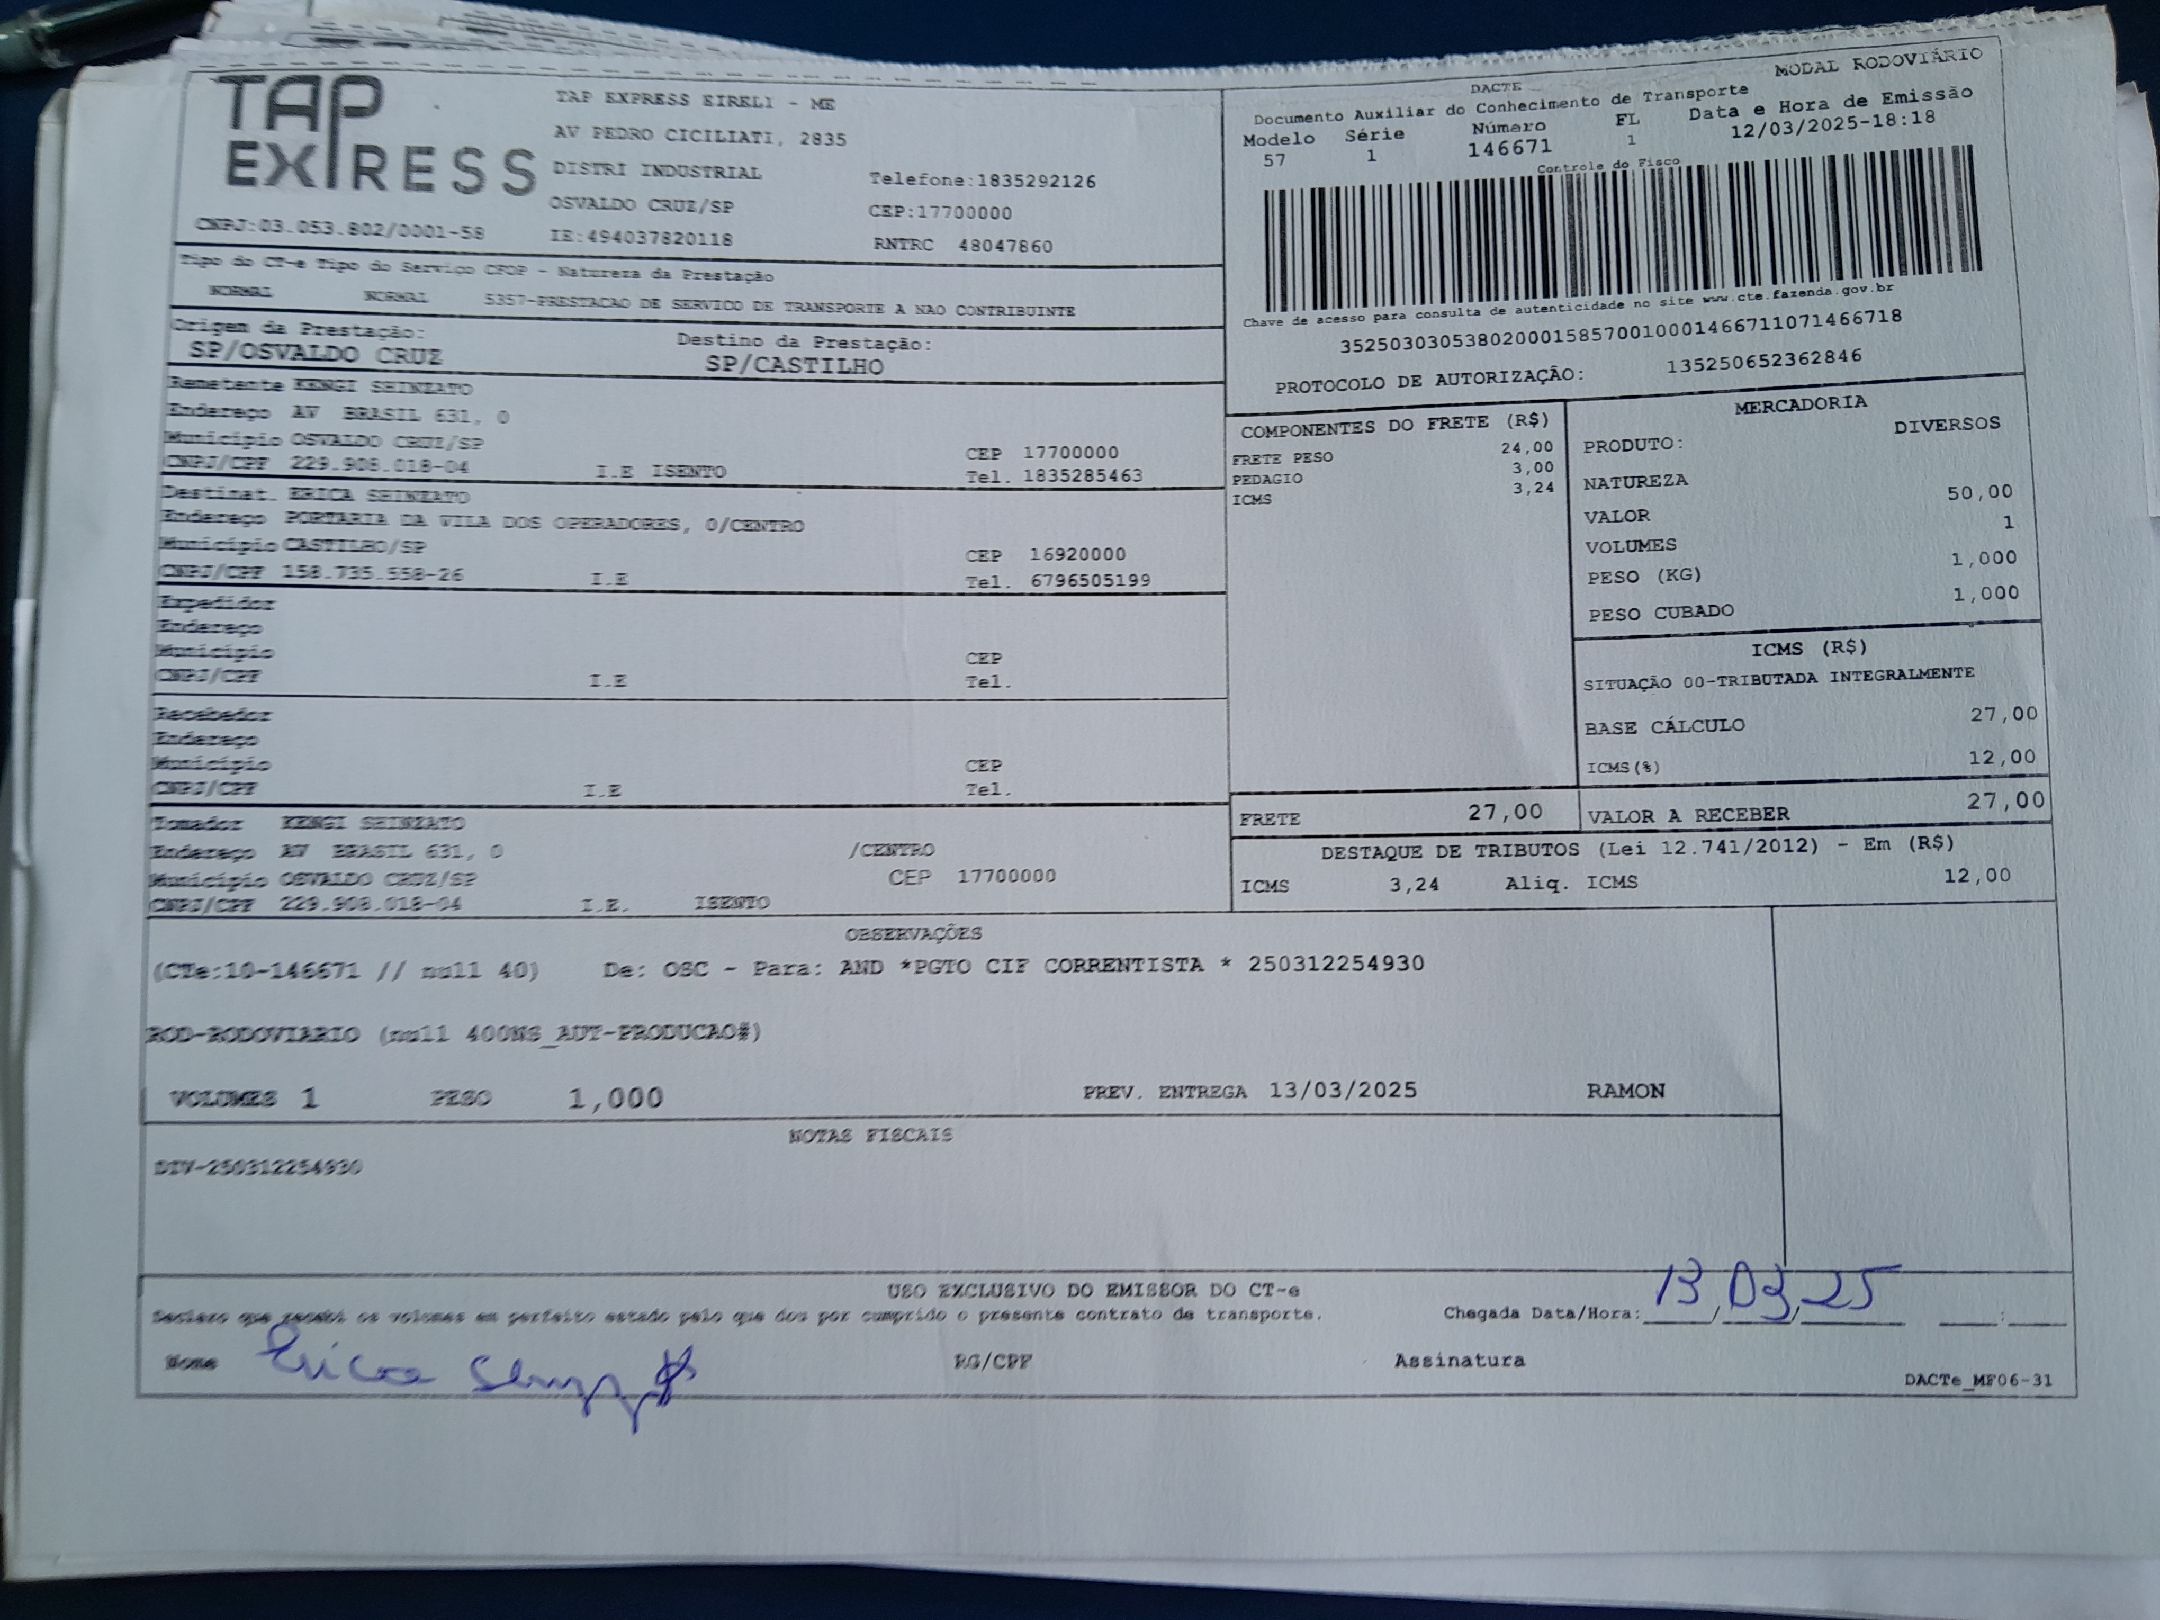 TAP
EXPRESS
TAP EXPRESS EIRELI - ME
AV PEDRO CICILIATI, 2835
DISTRI INDUSTRIAL
Telefone:1835292126
OSVALDO CRUZ/SP
CEP:17700000
CNPJ:03.053.802/0001-58
IE:494037820118
RNTRC 48047860
DACTE
MODAL RODOVIÁRIO
Documento Auxiliar do Conhecimento de Transporte
Modelo Série Número FL Data e Hora de Emissão
57 1 146671 1 12/03/2025-18:18
Controle do Fisco
Chave de acesso para consulta de autenticidade no site www.cte.fazenda.gov.br
35250303053802000158570010001466711071466718
PROTOCOLO DE AUTORIZAÇÃO: 135250652362846
Tipo do CT-e Tipo do Serviço CFOP - Natureza da Prestação
NORMAL NORMAL 5357-PRESTACAO DE SERVICO DE TRANSPORTE A NAO CONTRIBUINTE
Origem da Prestação: Destino da Prestação:
SP/OSVALDO CRUZ SP/CASTILHO
Remetente KENGI SHINZATO
Endereço AV BRASIL 631, 0
Município OSVALDO CRUZ/SP CEP 17700000
CNPJ/CPF 229.908.018-04 I.E ISENTO Tel. 1835285463
Destinat. ERICA SHINZATO
Endereço PORTARIA DA VILA DOS OPERADORES, 0/CENTRO
Município CASTILHO/SP CEP 16920000
CNPJ/CPF 158.735.558-26 I.E Tel. 6796505199
Expedidor
Endereço
Município CEP
CNPJ/CPF I.E Tel.
Recebedor
Endereço
Município CEP
CNPJ/CPF I.E Tel.
Tomador KENGI SHINZATO
Endereço AV BRASIL 631, 0 /CENTRO
Município OSVALDO CRUZ/SP CEP 17700000
CNPJ/CPF 229.908.018-04 I.E. ISENTO
COMPONENTES DO FRETE (R$)
FRETE PESO 24,00
PEDAGIO 3,00
ICMS 3,24
MERCADORIA
PRODUTO: DIVERSOS
NATUREZA
VALOR 50,00
VOLUMES 1
PESO (KG) 1,000
PESO CUBADO 1,000
ICMS (R$)
SITUAÇÃO 00-TRIBUTADA INTEGRALMENTE
BASE CÁLCULO 27,00
ICMS(%) 12,00
FRETE 27,00 VALOR A RECEBER 27,00
DESTAQUE DE TRIBUTOS (Lei 12.741/2012) - Em (R$)
ICMS 3,24 Aliq. ICMS 12,00
OBSERVAÇÕES
(CTe:10-146671 // null 40) De: OSC - Para: AND *PGTO CIF CORRENTISTA * 250312254930
ROD-RODOVIARIO (null 400MS_AUT-PRODUCAO#)
VOLUMES 1 PESO 1,000 PREV. ENTREGA 13/03/2025 RAMON
NOTAS FISCAIS
DIV-250312254930
USO EXCLUSIVO DO EMISSOR DO CT-e
Declaro que recebi os volumes em perfeito estado pelo que dou por cumprido o presente contrato de transporte. Chegada Data/Hora: 13/03/25 :
Nome Erica RG/CPF Assinatura
DACTe_MF06-31